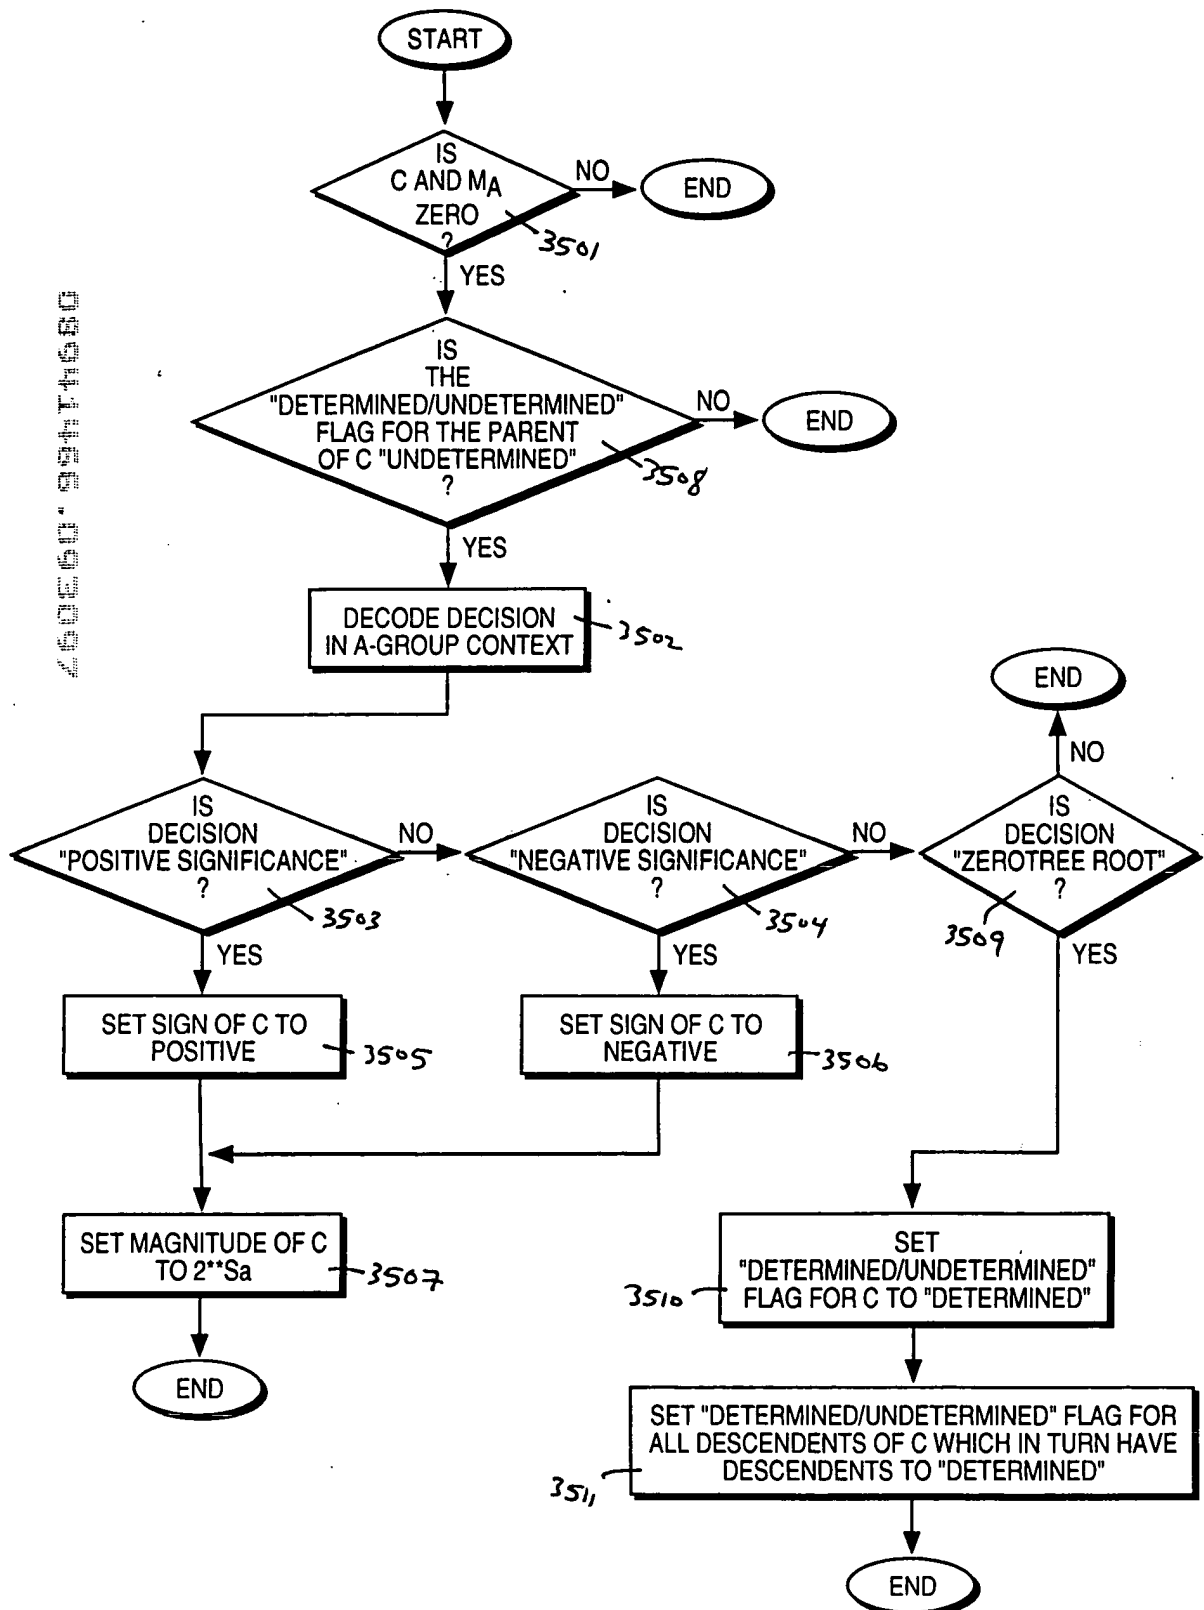 START
IS
C AND MA
ZERO
?
NO
END
3501
YES
IS
THE
"DETERMINED/UNDETERMINED"
FLAG FOR THE PARENT
OF C "UNDETERMINED"
?
NO
END
3508
YES
DECODE DECISION
IN A-GROUP CONTEXT
3502
END
NO
IS
DECISION
"POSITIVE SIGNIFICANCE"
?
3503
NO
IS
DECISION
"NEGATIVE SIGNIFICANCE"
?
3504
NO
IS
DECISION
"ZEROTREE ROOT"
?
3509
YES
YES
YES
SET SIGN OF C TO
POSITIVE
3505
SET SIGN OF C TO
NEGATIVE
3506
SET MAGNITUDE OF C
TO 2**Sa
3507
END
SET
"DETERMINED/UNDETERMINED"
FLAG FOR C TO "DETERMINED"
3510
SET "DETERMINED/UNDETERMINED" FLAG FOR
ALL DESCENDENTS OF C WHICH IN TURN HAVE
DESCENDENTS TO "DETERMINED"
3511
END